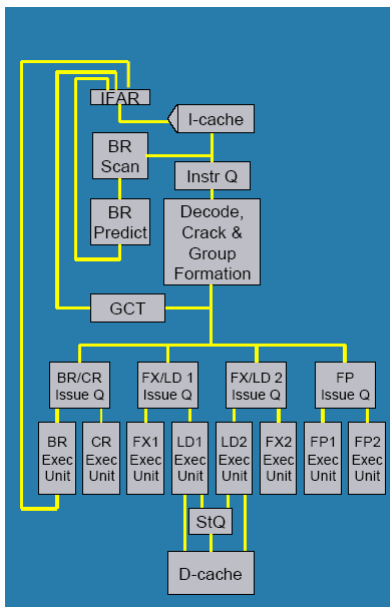 IFAR
I-cache
BR
Scan
Instr Q
BR
Predict
Decode,
Crack &
Group
Formation
GCT
BR/CR
Issue Q
FX/LD 1
Issue Q
FX/LD 2
Issue Q
FP
Issue Q
BR
Exec
Unit
CR
Exec
Unit
FX1
Exec
Unit
LD1
Exec
Unit
LD2
Exec
Unit
FX2
Exec
Unit
FP1
Exec
Unit
FP2
Exec
Unit
StQ
D-cache